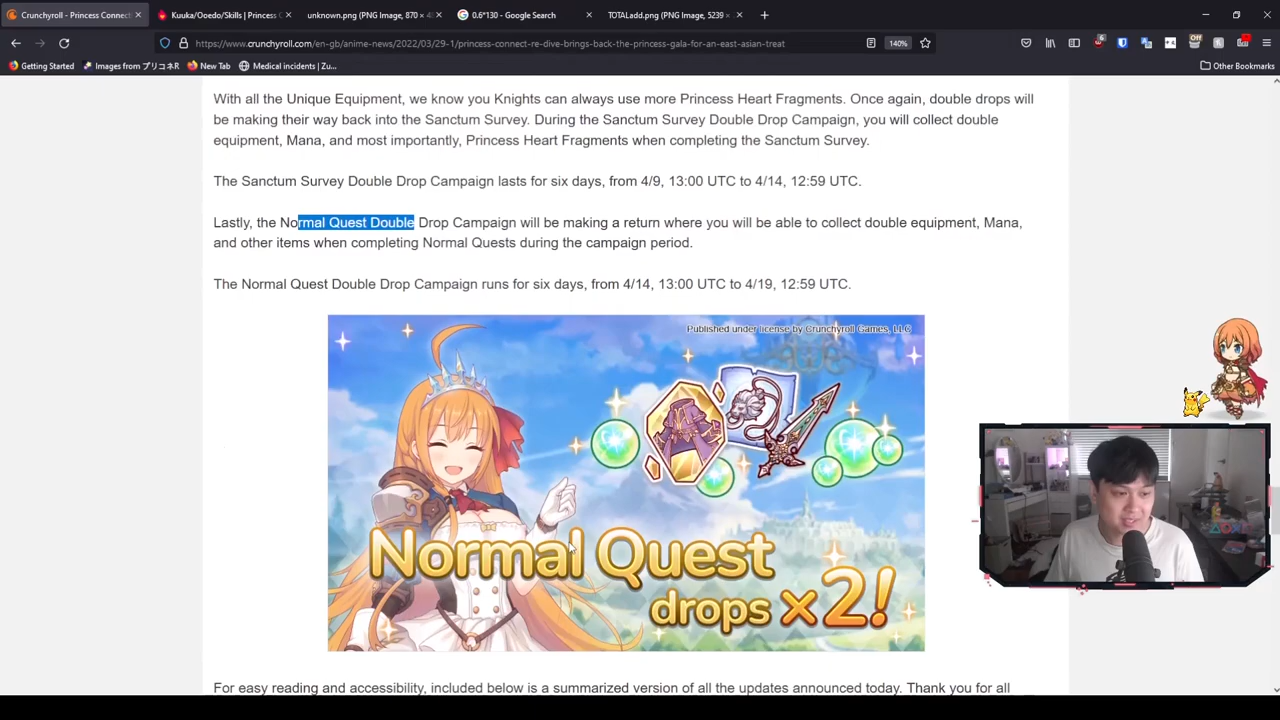 Crunchyroll - Princess Connect
Kuuka/Ooedo/Skills | Princess C
unknown.png (PNG Image, 870 × 4
0.6*130 - Google Search
TOTALadd.png (PNG Image, 5239 ×
https://www.crunchyroll.com/en-gb/anime-news/2022/03/29-1/princess-connect-re-dive-brings-back-the-princess-gala-for-an-east-asian-treat
140%
Off
Getting Started
Images from プリコネR
New Tab
Medical incidents | Zu...
Other Bookmarks
With all the Unique Equipment, we know you Knights can always use more Princess Heart Fragments. Once again, double drops will
be making their way back into the Sanctum Survey. During the Sanctum Survey Double Drop Campaign, you will collect double
equipment, Mana, and most importantly, Princess Heart Fragments when completing the Sanctum Survey.
The Sanctum Survey Double Drop Campaign lasts for six days, from 4/9, 13:00 UTC to 4/14, 12:59 UTC.
Lastly, the Normal Quest Double Drop Campaign will be making a return where you will be able to collect double equipment, Mana,
and other items when completing Normal Quests during the campaign period.
The Normal Quest Double Drop Campaign runs for six days, from 4/14, 13:00 UTC to 4/19, 12:59 UTC.
Published under license by Crunchyroll Games, LLC
Normal Quest
drops ×2!
For easy reading and accessibility, included below is a summarized version of all the updates announced today. Thank you for all